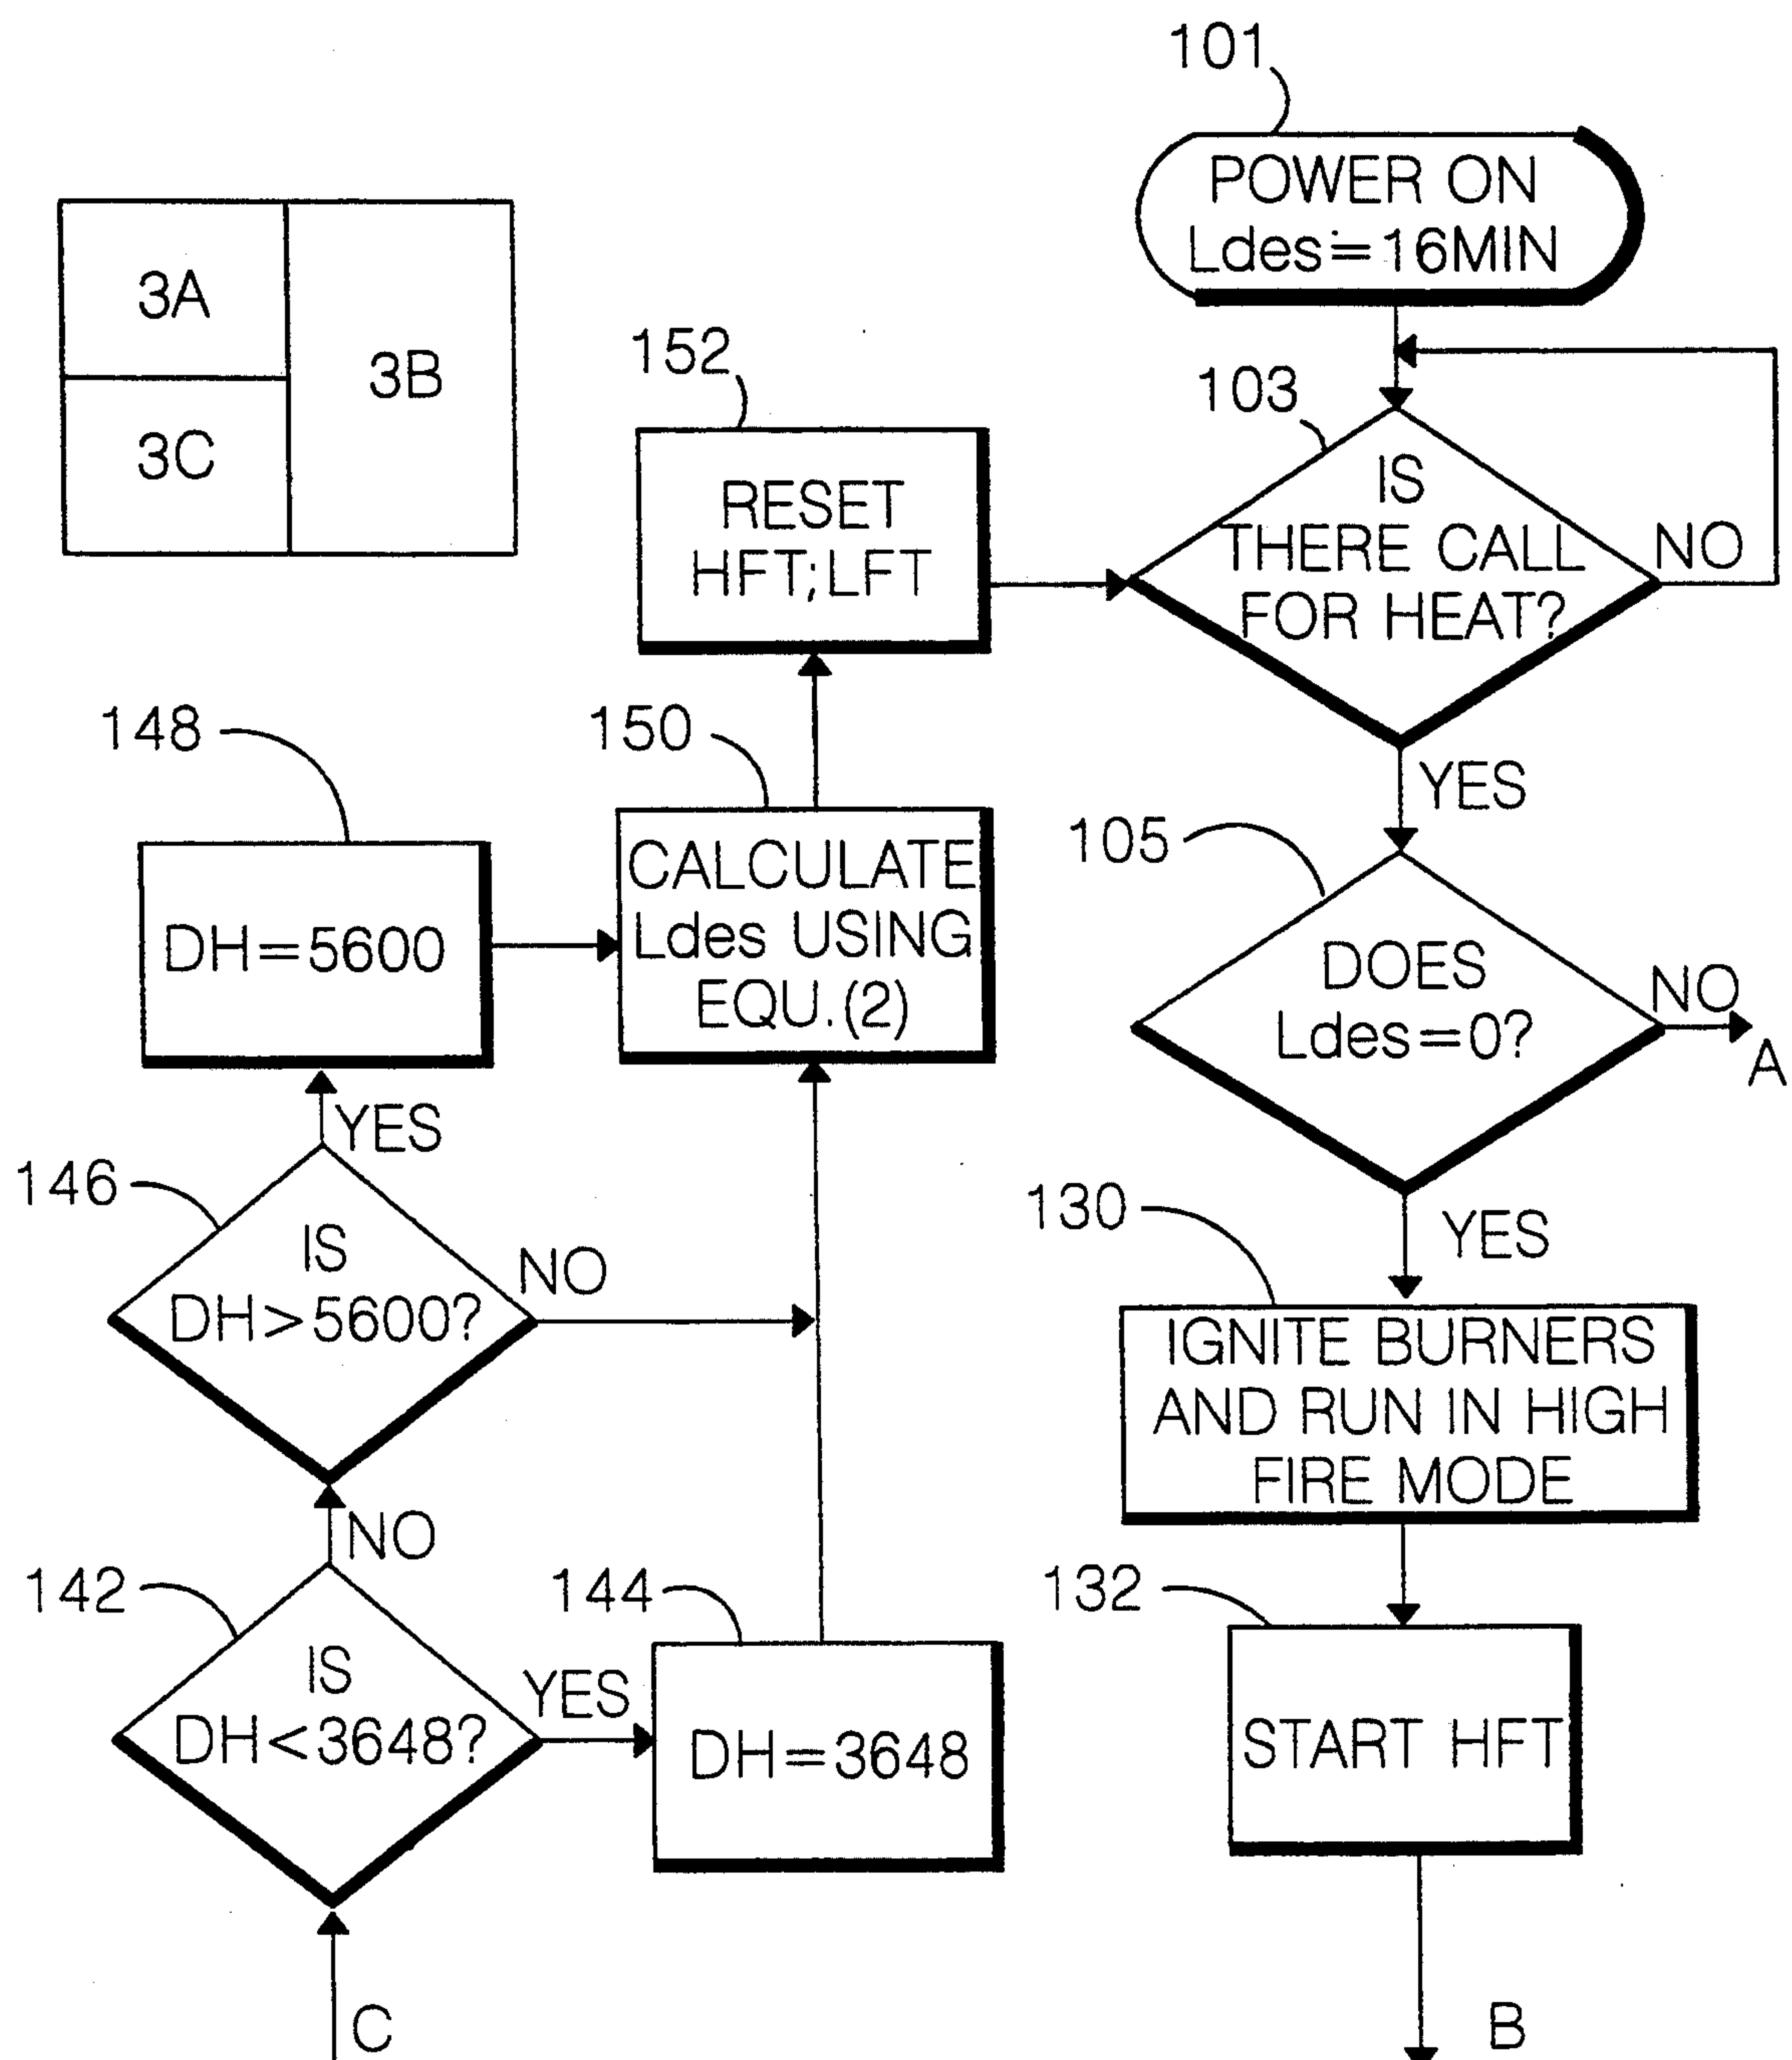 101
POWER ON
Ldes=16MIN
3A
3B
3C
152
RESET
HFT;LFT
103
IS
THERE CALL
FOR HEAT?
NO
YES
148
DH=5600
150
CALCULATE
Ldes USING
EQU.(2)
105
DOES
Ldes=0?
NO
A
YES
YES
146
IS
DH>5600?
NO
130
IGNITE BURNERS
AND RUN IN HIGH
FIRE MODE
NO
142
IS
DH<3648?
YES
144
DH=3648
132
START HFT
C
B